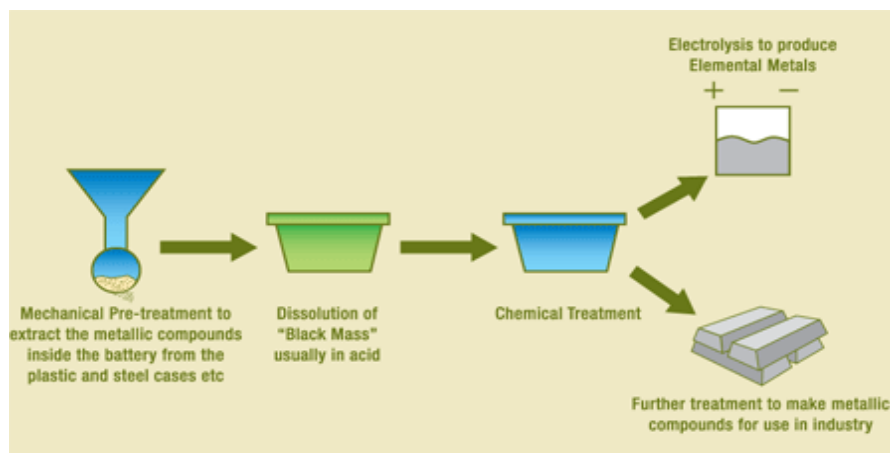 Electrolysis to produce
Elemental Metals
+ −
Mechanical Pre-treatment to
extract the metallic compounds
inside the battery from the
plastic and steel cases etc
Dissolution of
“Black Mass”
usually in acid
Chemical Treatment
Further treatment to make metallic
compounds for use in industry